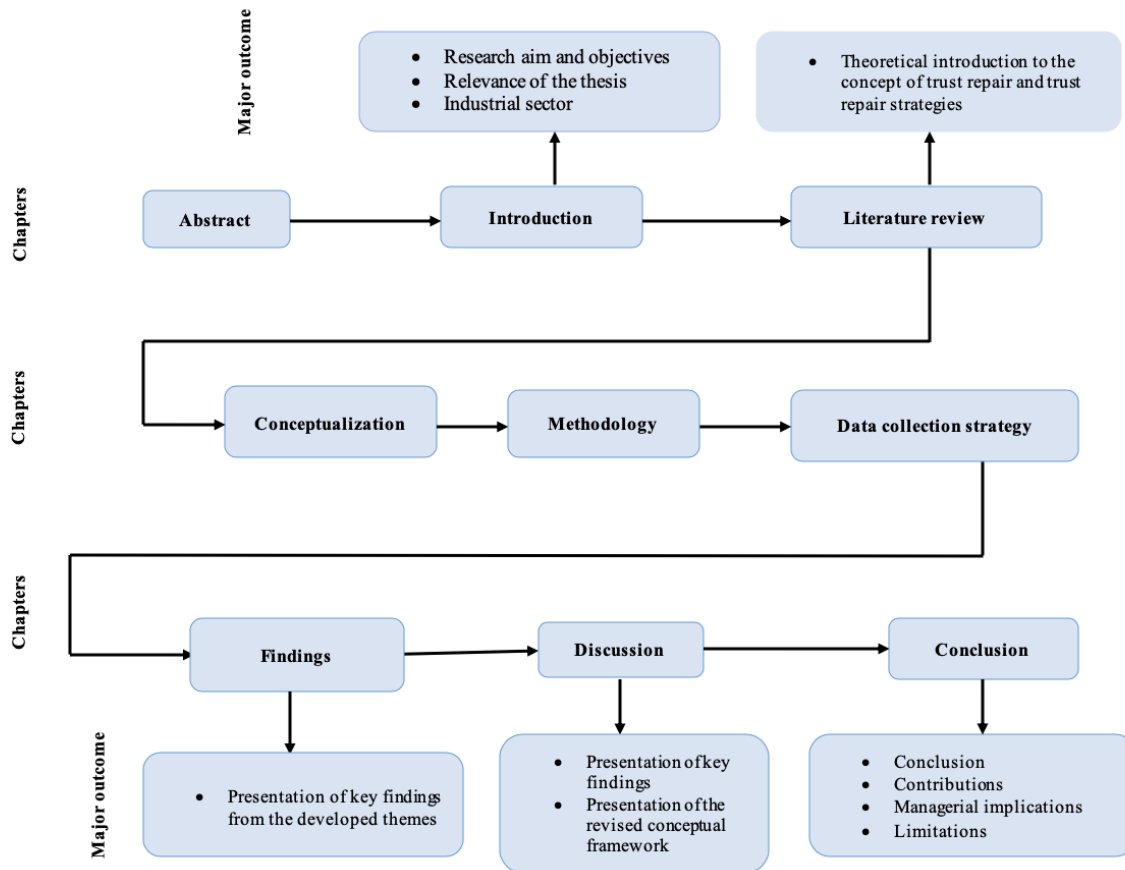 Major outcome
• Research aim and objectives
• Relevance of the thesis
• Industrial sector
• Theoretical introduction to the
concept of trust repair and trust
repair strategies
Chapters
Abstract
Introduction
Literature review
Chapters
Conceptualization
Methodology
Data collection strategy
Chapters
Findings
Discussion
Conclusion
Major outcome
• Presentation of key findings
from the developed themes
• Presentation of key
findings
• Presentation of the
revised conceptual
framework
• Conclusion
• Contributions
• Managerial implications
• Limitations